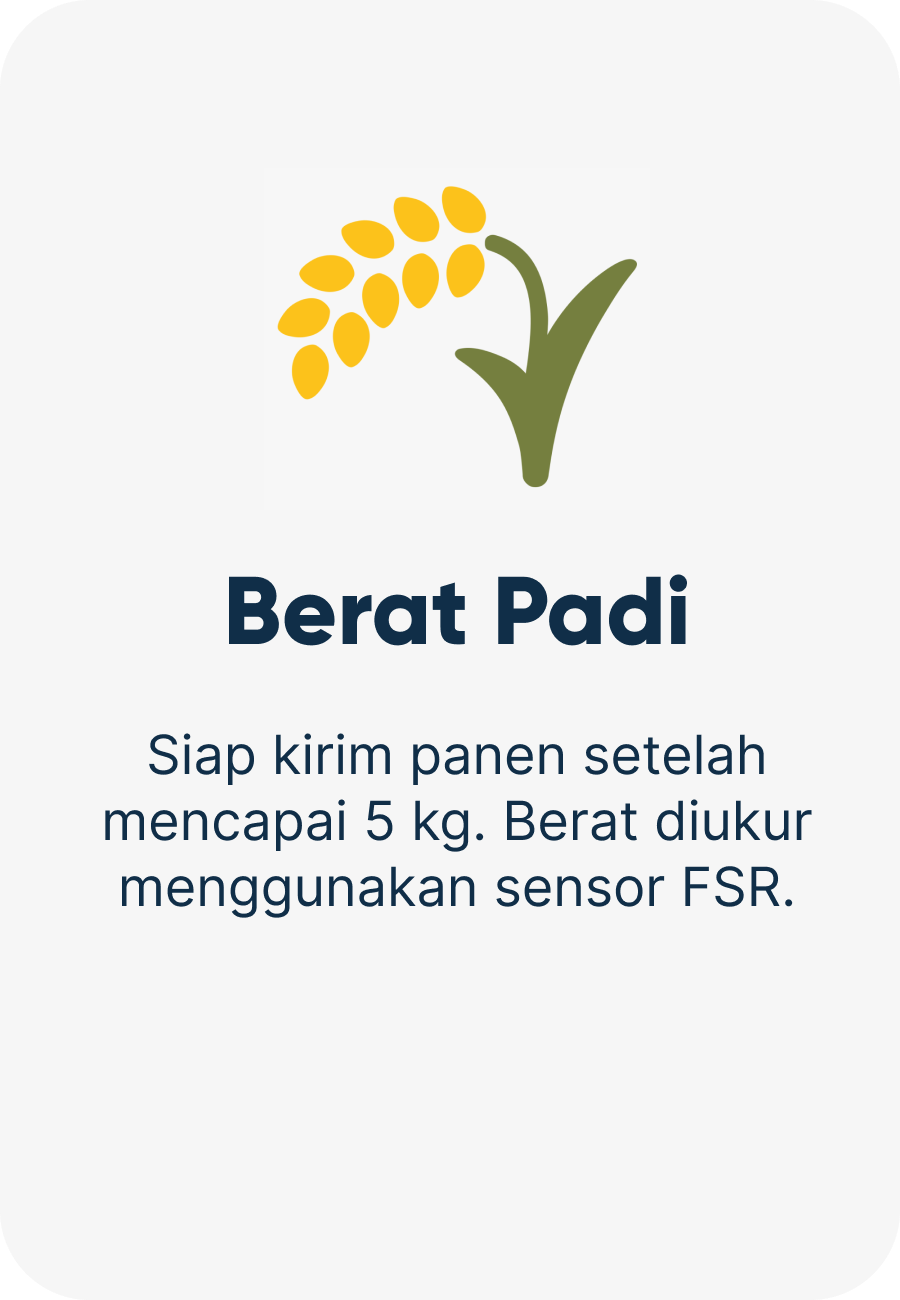 Berat Padi
Siap kirim panen setelah
mencapai 5 kg. Berat diukur
menggunakan sensor FSR.